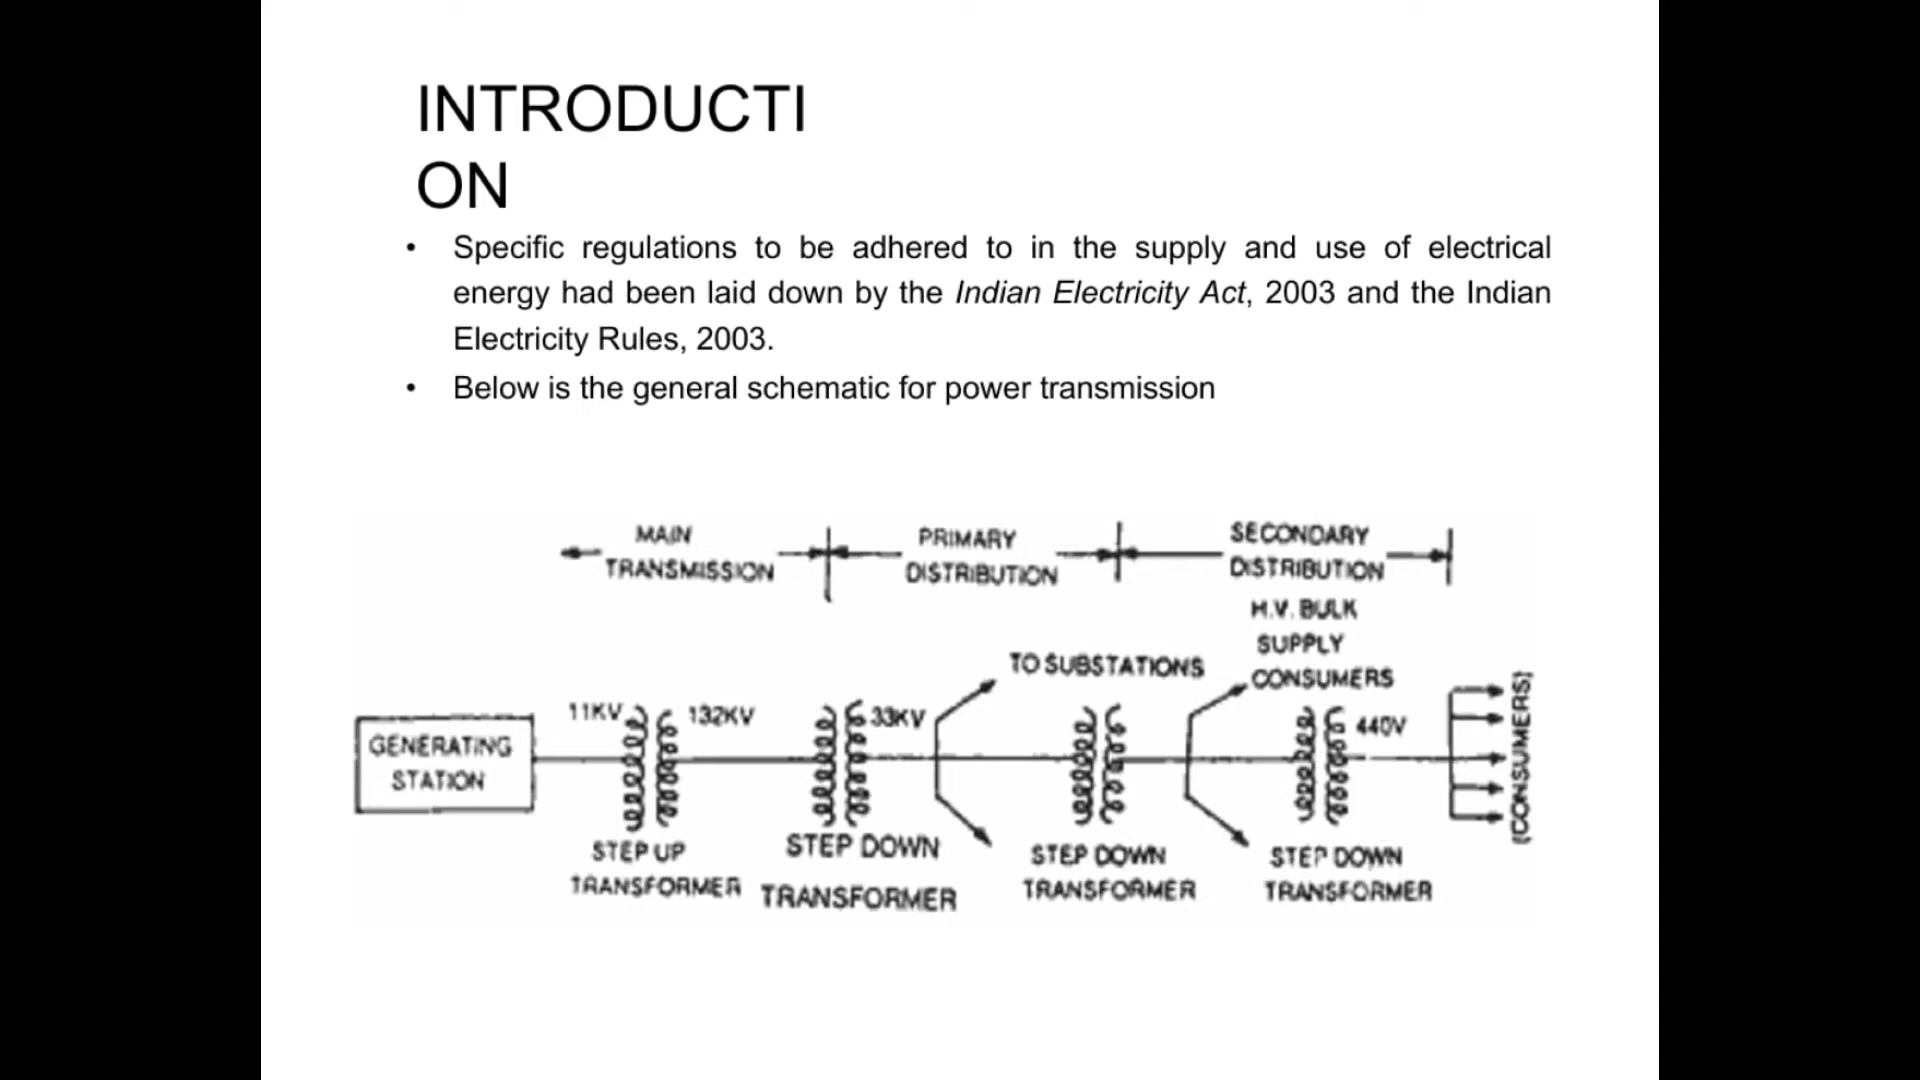 INTRODUCTI
ON
• Specific regulations to be adhered to in the supply and use of electrical
energy had been laid down by the Indian Electricity Act, 2003 and the Indian
Electricity Rules, 2003.
• Below is the general schematic for power transmission
MAIN
TRANSMISSION
PRIMARY
DISTRIBUTION
SECONDARY
DISTRIBUTION
H.V. BULK
SUPPLY
CONSUMERS
TO SUBSTATIONS
11KV
132KV
33KV
440V
GENERATING
STATION
(CONSUMERS)
STEP UP
TRANSFORMER
STEP DOWN
TRANSFORMER
STEP DOWN
TRANSFORMER
STEP DOWN
TRANSFORMER